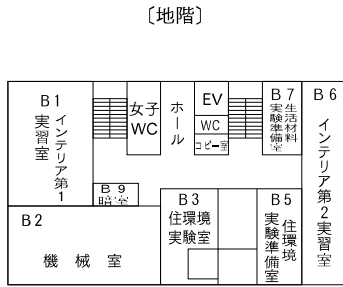 〔地階〕
B1
インテリア第1
実習室
女子
WC
ホール
EV
WC
コピー室
B7
生活材料
実験準備室
B6
インテリア第2実習室
B9
暗室
B2
機械室
B3
住環境
実験室
B5
住環境
実験準備室